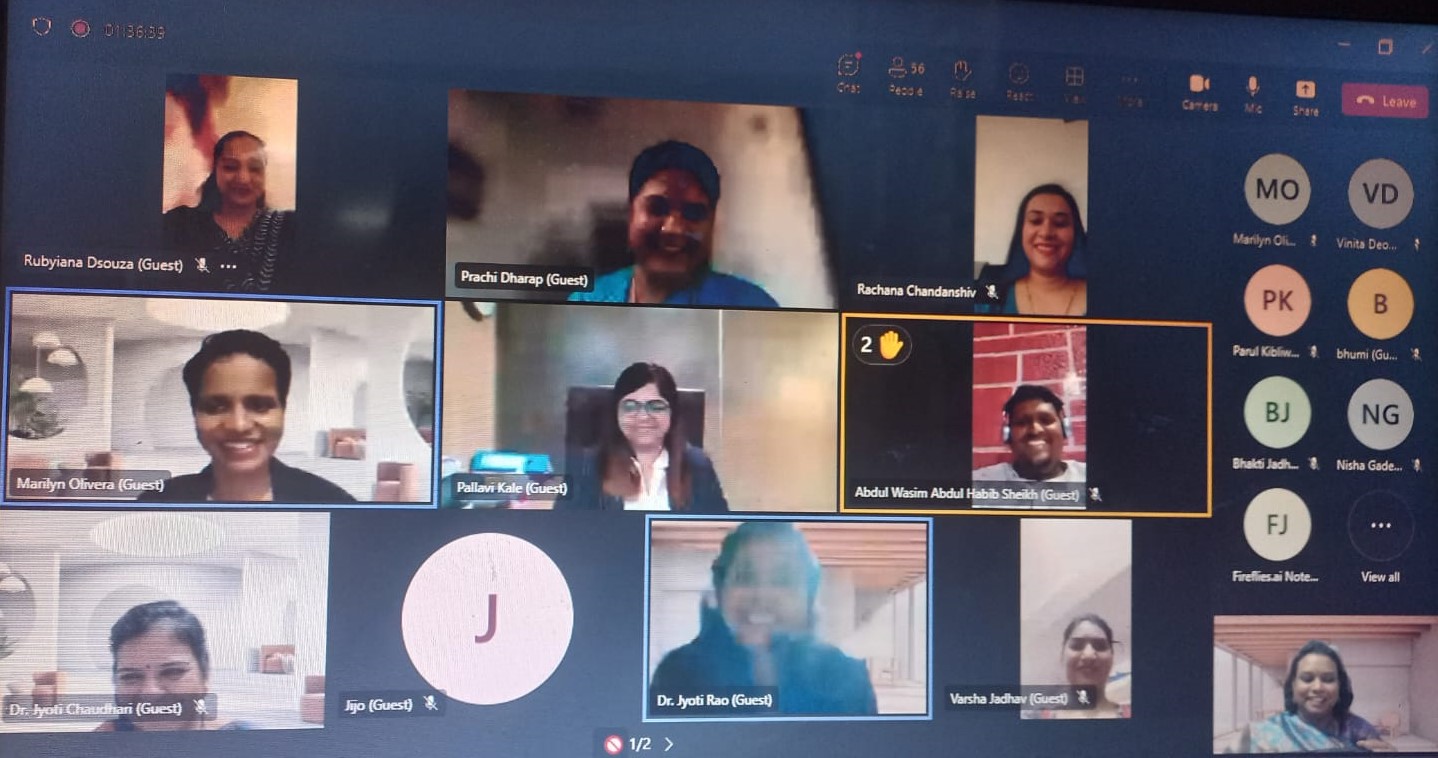 01:36:39
Chat
56
People
Raise
React
View
More
Camera
Mic
Share
Leave
Rubyiana Dsouza (Guest)
...
Prachi Dharap (Guest)
Rachana Chandanshiv
MO
VD
Marilyn Oli...
Vinita Deo...
PK
B
Parul Kibliw...
bhumi (Gu...
2
Marilyn Olivera (Guest)
Pallavi Kale (Guest)
Abdul Wasim Abdul Habib Sheikh (Guest)
BJ
NG
Bhakti Jadh...
Nisha Gade...
FJ
...
Fireflies.ai Note...
View all
J
Dr. Jyoti Chaudhari (Guest)
Jijo (Guest)
Dr. Jyoti Rao (Guest)
Varsha Jadhav (Guest)
1/2